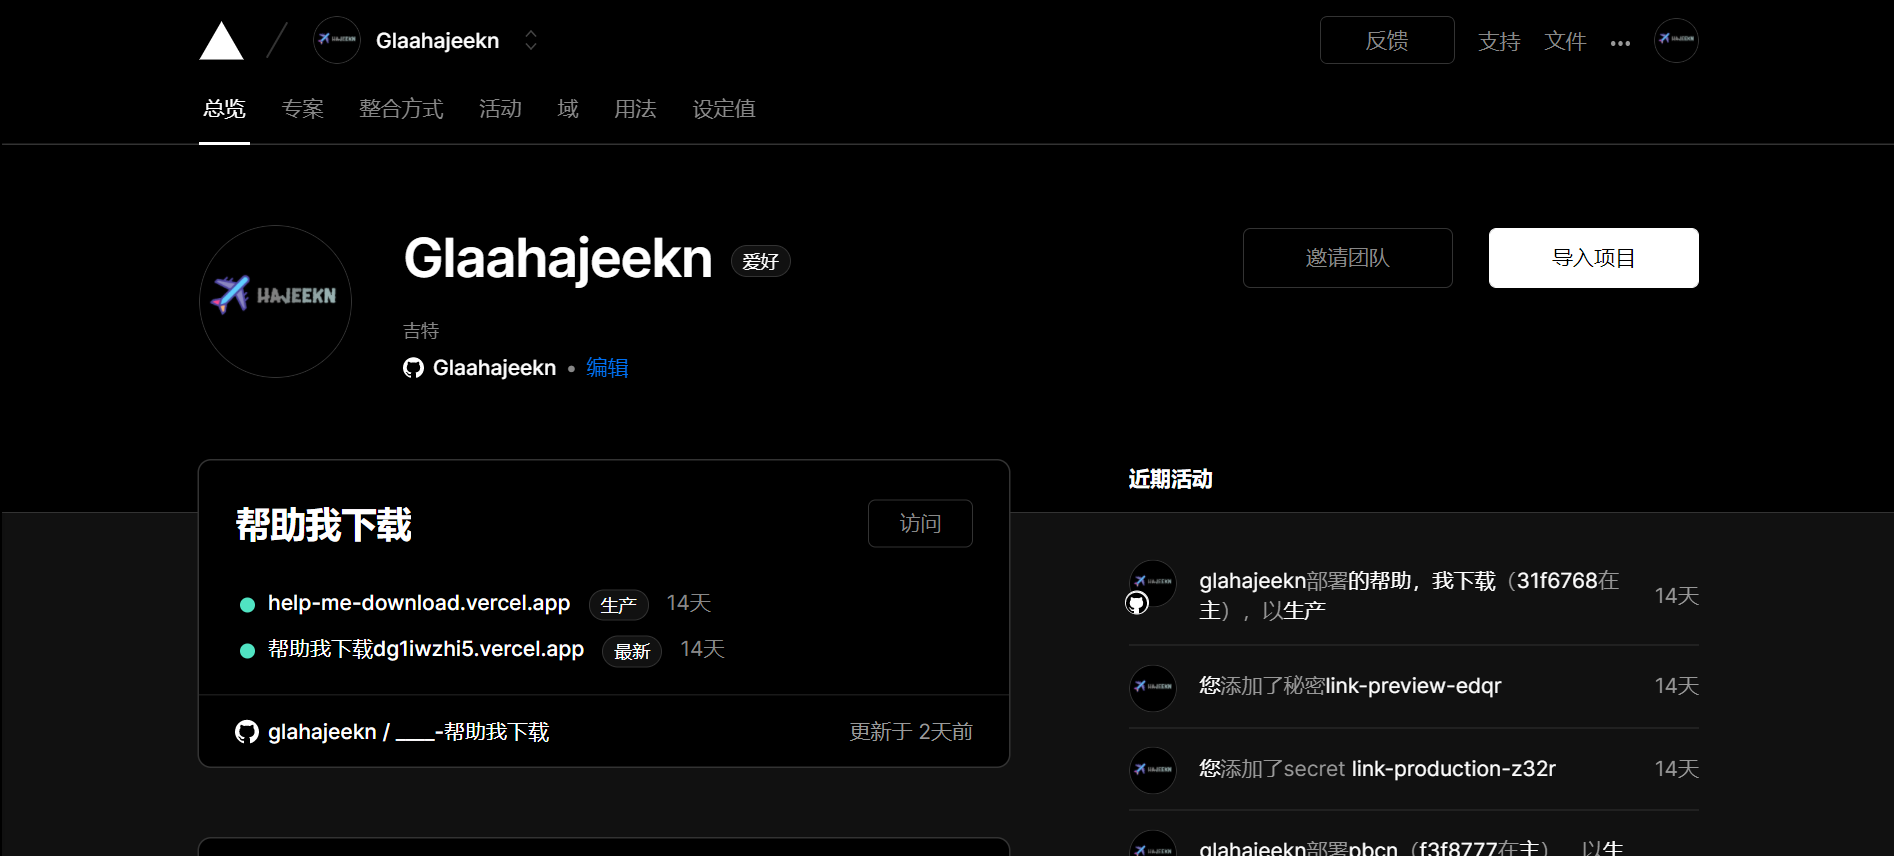 HAJEEKN Glaahajeekn
反馈 支持 文件 ••• HAJEEKN
总览 专案 整合方式 活动 域 用法 设定值
HAJEEKN
Glaahajeekn 爱好
邀请团队 导入项目
吉特
Glaahajeekn • 编辑
帮助我下载 访问
help-me-download.vercel.app 生产 14天
帮助我下载dg1iwzhi5.vercel.app 最新 14天
glahajeekn / ____-帮助我下载 更新于 2天前
近期活动
HAJEEKN
glahajeekn部署的帮助，我下载（31f6768在
主），以生产
14天
HAJEEKN
您添加了秘密link-preview-edqr 14天
HAJEEKN
您添加了secret link-production-z32r 14天
HAJEEKN
glahajeekn部署pbcn（f3f8777在主），以生